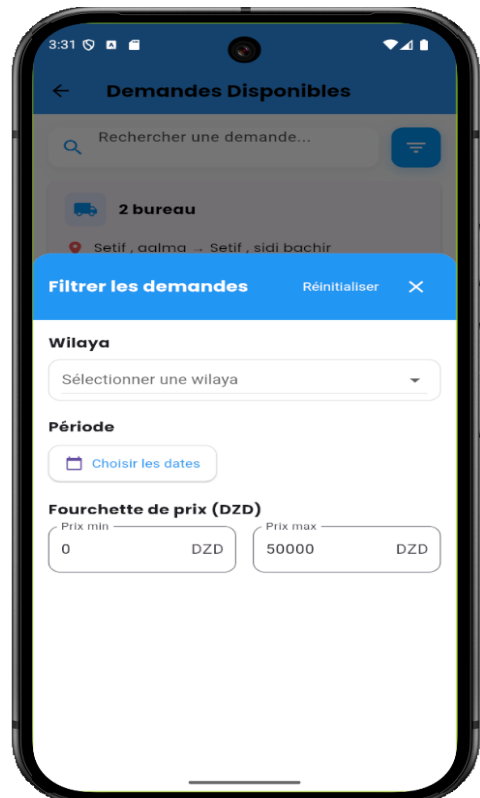 3:31
Demandes Disponibles
Rechercher une demande...
2 bureau
Setif , galma → Setif , sidi bachir
Filtrer les demandes Réinitialiser
Wilaya
Sélectionner une wilaya
Période
Choisir les dates
Fourchette de prix (DZD)
Prix min Prix max
0 DZD 50000 DZD